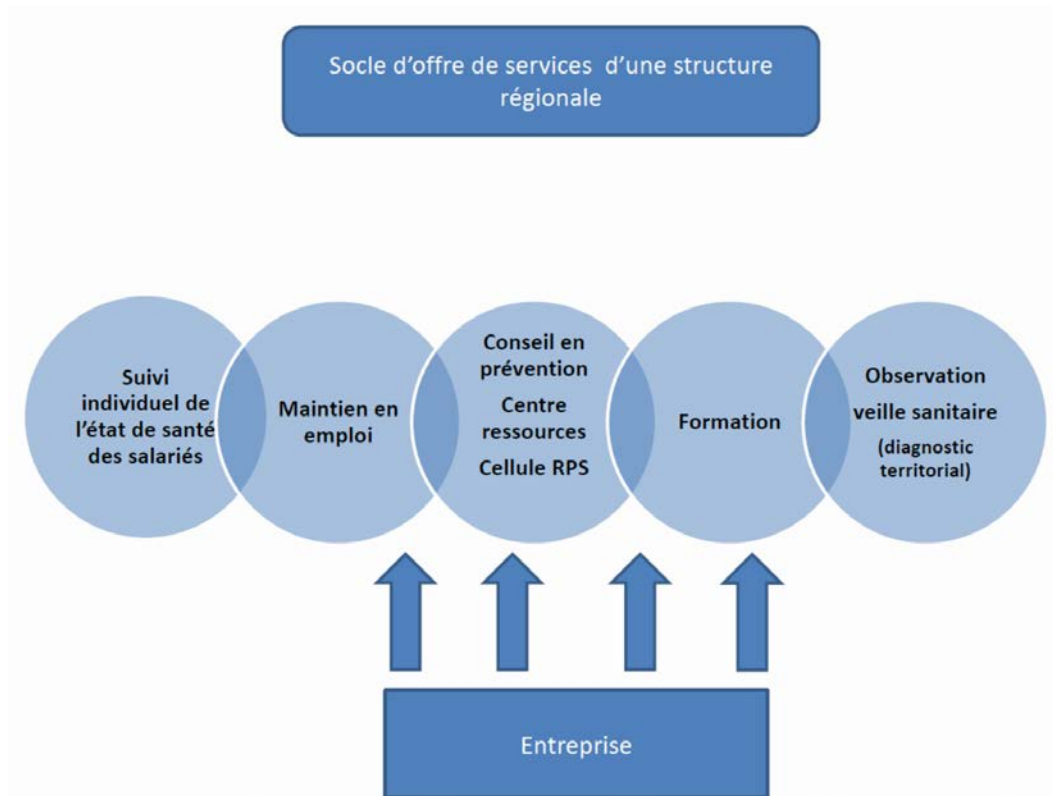 Socle d'offre de services d'une structure
régionale
Suivi
individuel de
l'état de santé
des salariés
Maintien en
emploi
Conseil en
prévention
Centre
ressources
Cellule RPS
Formation
Observation
veille sanitaire
(diagnostic
territorial)
Entreprise